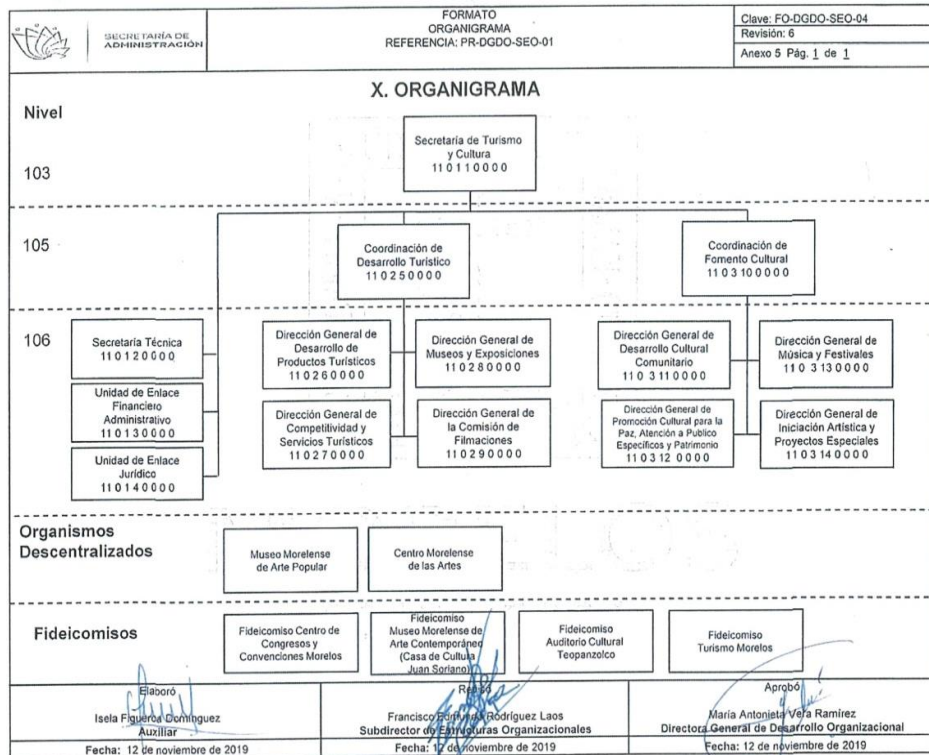 SECRETARÍA DE
ADMINISTRACIÓN
FORMATO
ORGANIGRAMA
REFERENCIA: PR-DGDO-SEO-01
Clave: FO-DGDO-SEO-04
Revisión: 6
Anexo 5 Pág. 1 de 1
X. ORGANIGRAMA
Nivel
103
Secretaría de Turismo
y Cultura
110110000
105
Coordinación de
Desarrollo Turístico
110250000
Coordinación de
Fomento Cultural
1103100000
106
Secretaría Técnica
110120000
Unidad de Enlace
Financiero
Administrativo
110130000
Unidad de Enlace
Jurídico
110140000
Dirección General de
Desarrollo de
Productos Turísticos
110260000
Dirección General de
Museos y Exposiciones
110280000
Dirección General de
Competitividad y
Servicios Turísticos
110270000
Dirección General de
la Comisión de
Filmaciones
110290000
Dirección General de
Desarrollo Cultural
Comunitario
110 3110000
Dirección General de
Música y Festivales
110 3130000
Dirección General de
Promoción Cultural para la
Paz, Atención a Publico
Específicos y Patrimonio
110312 0000
Dirección General de
Iniciación Artística y
Proyectos Especiales
1103140000
Organismos
Descentralizados
Museo Morelense
de Arte Popular
Centro Morelense
de las Artes
Fideicomisos
Fideicomiso Centro de
Congresos y
Convenciones Morelos
Fideicomiso
Museo Morelense de
Arte Contemporáneo
(Casa de Cultura
Juan Soriano)
Fideicomiso
Auditorio Cultural
Teopanzolco
Fideicomiso
Turismo Morelos
Elaboró
Isela Figueroa Domínguez
Auxiliar
Fecha: 12 de noviembre de 2019
Revisó
Francisco Rodríguez Laos
Subdirector de Estructuras Organizacionales
Fecha: 12 de noviembre de 2019
Aprobó
María Antonieta Vera Ramírez
Directora General de Desarrollo Organizacional
Fecha: 12 de noviembre de 2019